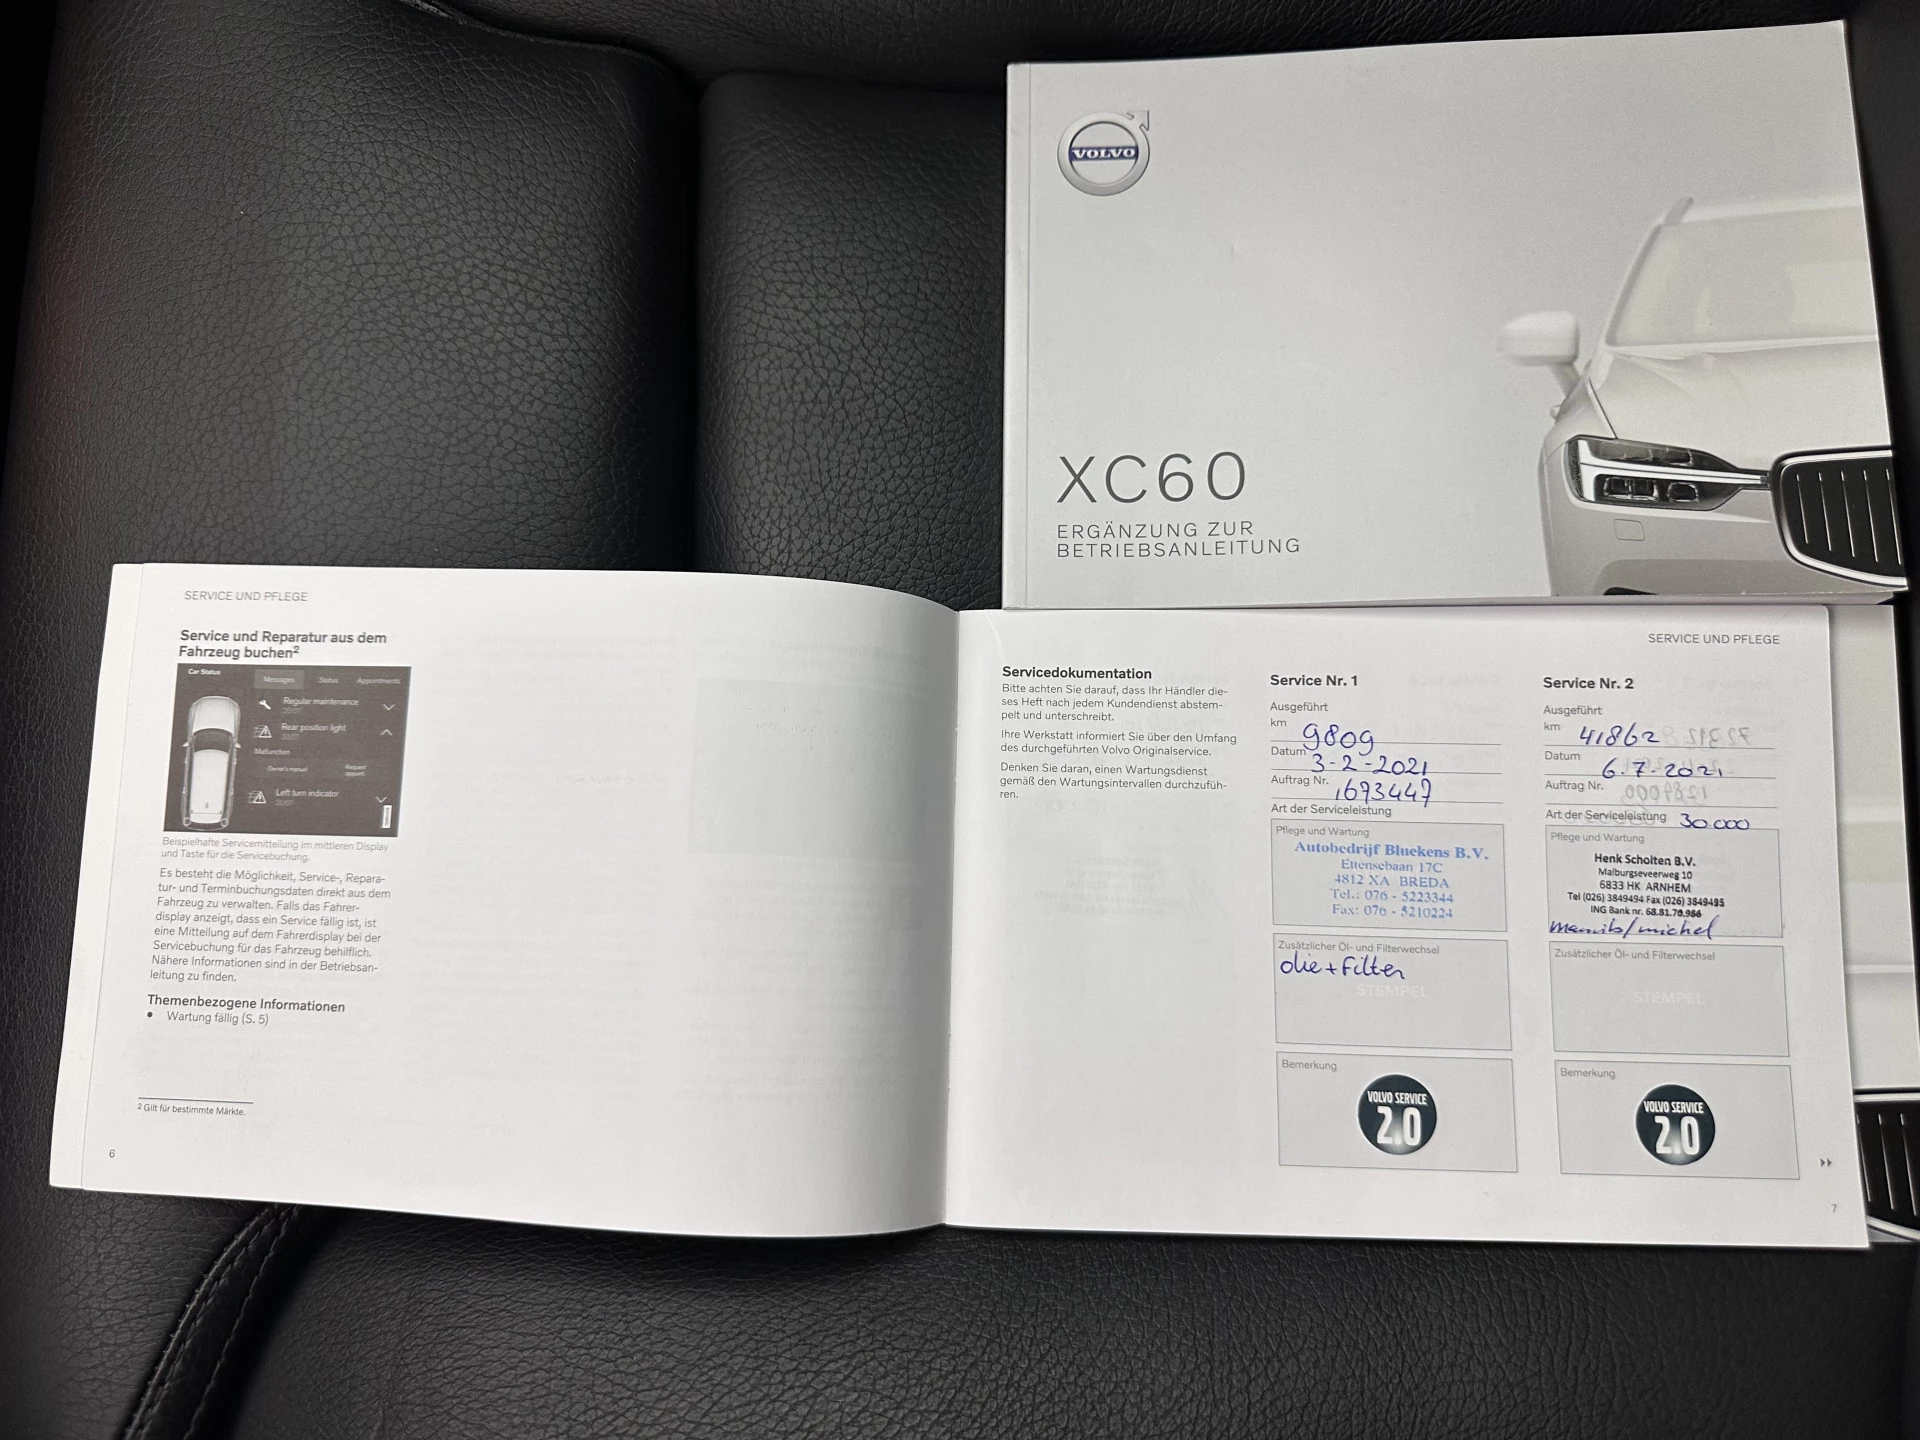 VOLVO
XC60
ERGÄNZUNG ZUR
BETRIEBSANLEITUNG
SERVICE UND PFLEGE
Service und Reparatur aus dem
Fahrzeug buchen²
Car Status
Messages Status Appointments
Regular maintenance
Rear position light
Malfunction
Owner's manual
Request
appoint.
Left turn indicator
Beispielhafte Servicemitteilung im mittleren Display
und Taste für die Servicebuchung.
Es besteht die Möglichkeit, Service-, Repara-
tur- und Terminbuchungsdaten direkt aus dem
Fahrzeug zu verwalten. Falls das Fahrer-
display anzeigt, dass ein Service fällig ist, ist
eine Mitteilung auf dem Fahrerdisplay bei der
Servicebuchung für das Fahrzeug behilflich.
Nähere Informationen sind in der Betriebsan-
leitung zu finden.
Themenbezogene Informationen
• Wartung fällig (S. 5)
² Gilt für bestimmte Märkte.
6
SERVICE UND PFLEGE
Servicedokumentation
Bitte achten Sie darauf, dass Ihr Händler die-
ses Heft nach jedem Kundendienst abstem-
pelt und unterschreibt.
Ihre Werkstatt informiert Sie über den Umfang
des durchgeführten Volvo Originalservice.
Denken Sie daran, einen Wartungsdienst
gemäß den Wartungsintervallen durchzufüh-
ren.
Service Nr. 1
Ausgeführt
km 9809
Datum 3-2-2021
Auftrag Nr. 1693447
Art der Serviceleistung
Pflege und Wartung
Autobedrijf Bluekens B.V.
Ettensebaan 17C
4812 XA BREDA
Tel.: 076 - 5223344
Fax: 076 - 5210224
Zusätzlicher Öl- und Filterwechsel
olie + filter
STEMPEL
Bemerkung
VOLVO SERVICE
2.0
Service Nr. 2
Ausgeführt
km 41862
Datum 6-7-2021
Auftrag Nr.
Art der Serviceleistung 30.000
Pflege und Wartung
Henk Scholten B.V.
Malburgseveerweg 10
6833 HK ARNHEM
Tel (026) 3849494 Fax (026) 3849495
ING Bank nr. 68.81.70.986
/michel
Zusätzlicher Öl- und Filterwechsel
STEMPEL
Bemerkung
VOLVO SERVICE
2.0
7